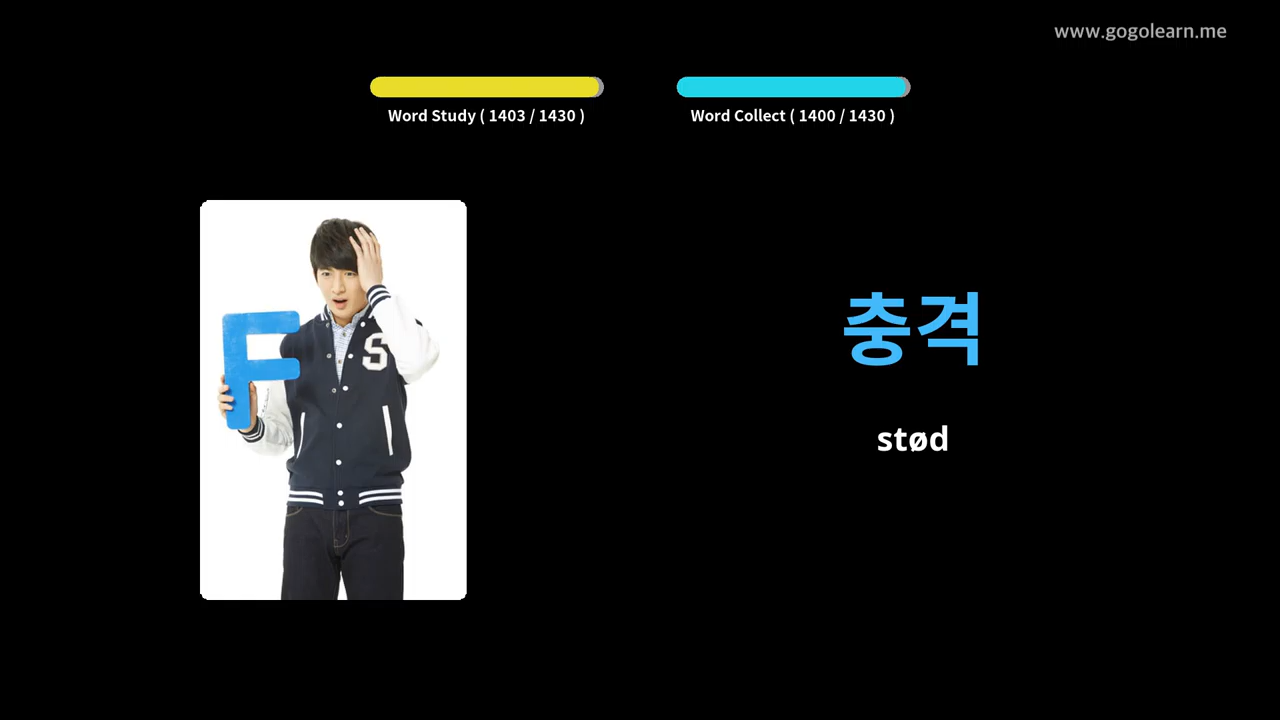 www.gogolearn.me
Word Study ( 1403 / 1430 )
Word Collect ( 1400 / 1430 )
F
S
충격
stød